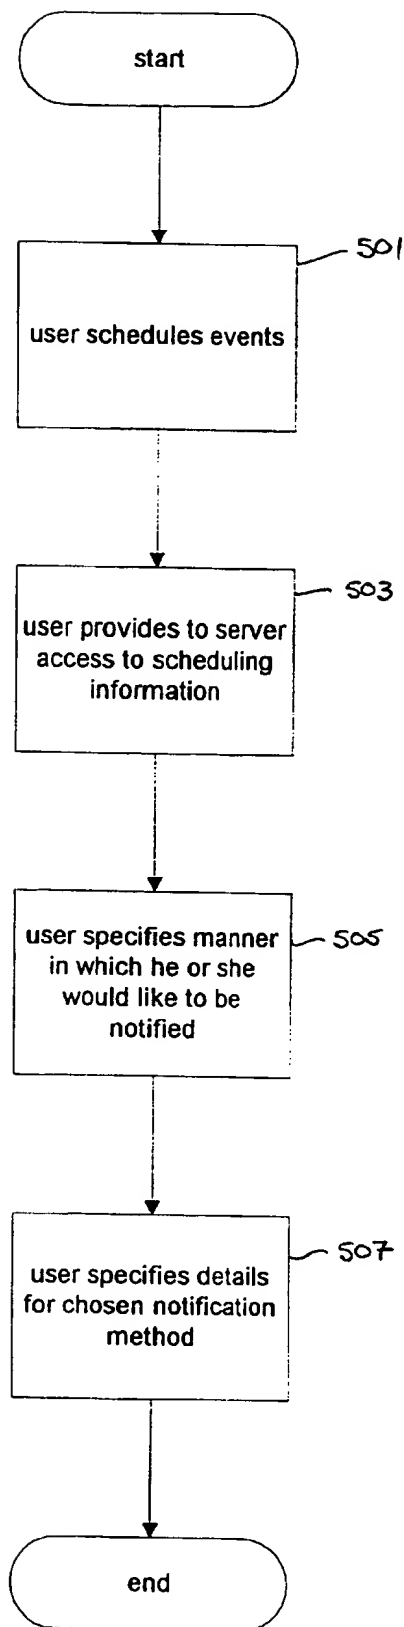 start
501
user schedules events
503
user provides to server
access to scheduling
information
505
user specifies manner
in which he or she
would like to be
notified
507
user specifies details
for chosen notification
method
end